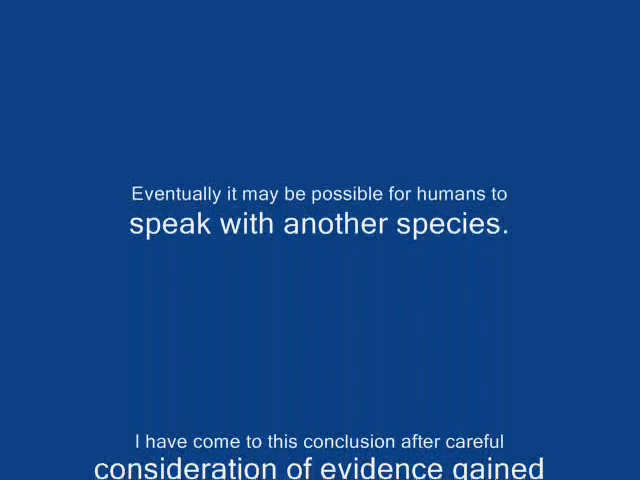 Eventually it may be possible for humans to
speak with another species.
I have come to this conclusion after careful
consideration of evidence gained